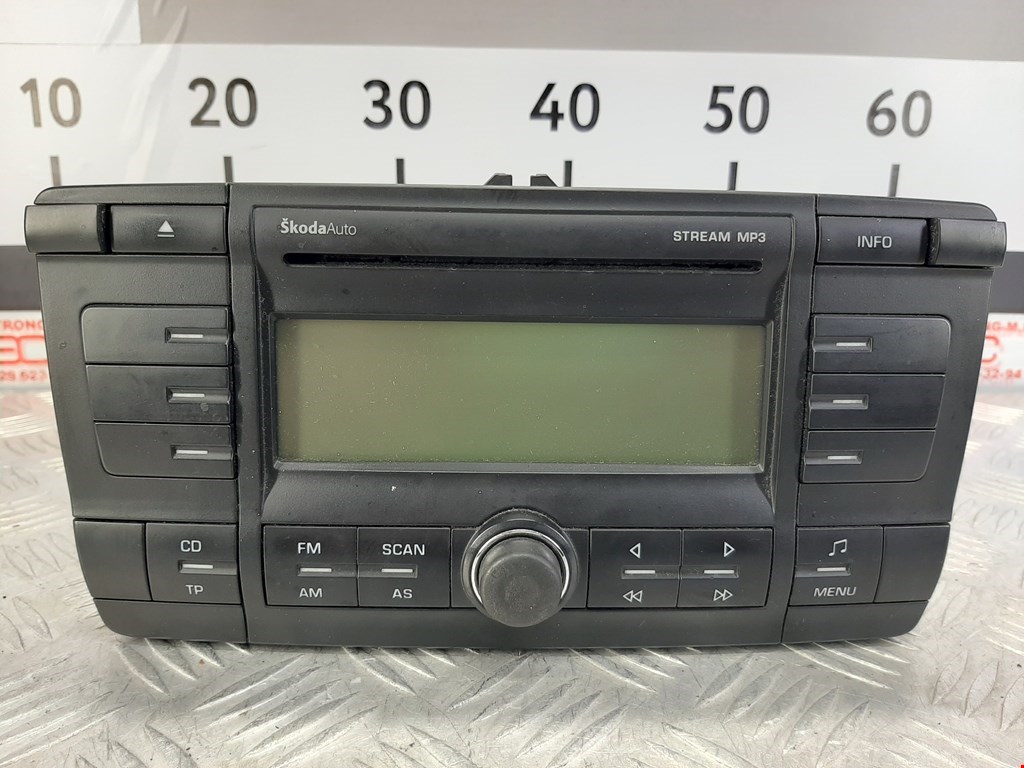 10 20 30 40 50 60
ŠkodaAuto
STREAM MP3
INFO
CD
TP
FM
AM
SCAN
AS
MENU